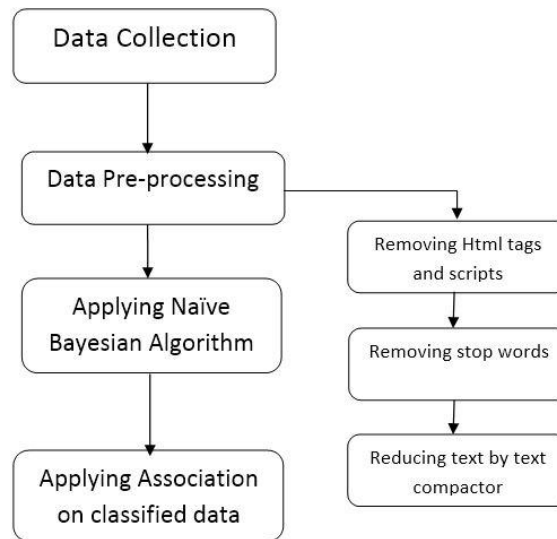 Data Collection
Data Pre-processing
Removing Html tags
and scripts
Applying Naïve
Bayesian Algorithm
Removing stop words
Applying Association
on classified data
Reducing text by text
compactor